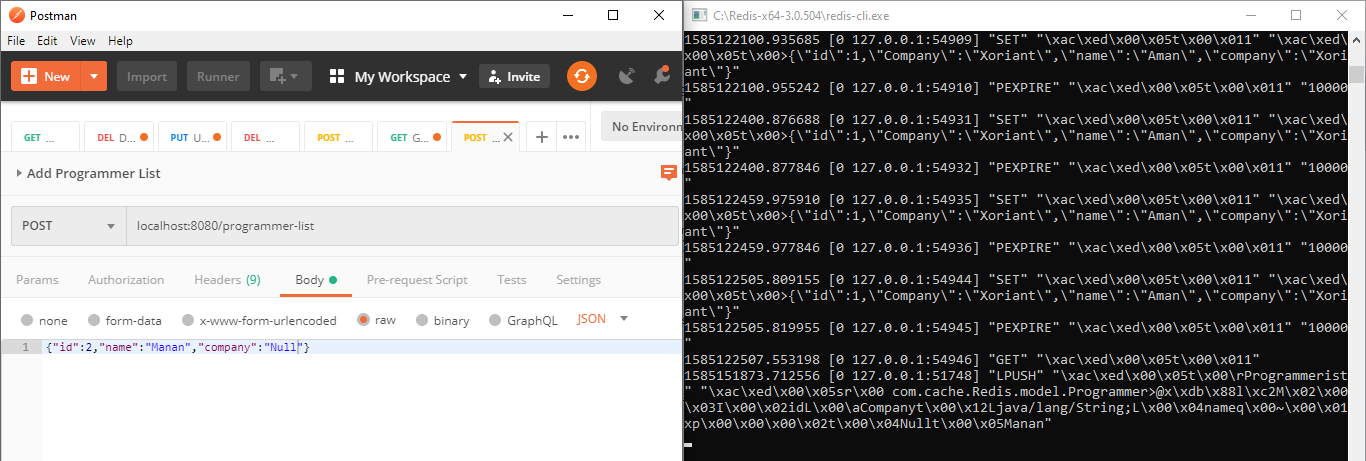 Postman
File Edit View Help
New Import Runner My Workspace Invite
GET ... DEL D... PUT U... DEL ... POST ... GET G... POST ... No Environm
Add Programmer List
POST localhost:8080/programmer-list
Params Authorization Headers (9) Body Pre-request Script Tests Settings
none form-data x-www-form-urlencoded raw binary GraphQL JSON
1 {"id":2,"name":"Manan","company":"Null"}
C:\Redis-x64-3.0.504\redis-cli.exe
1585122100.935685 [0 127.0.0.1:54909] "SET" "\xac\xed\x00\x05t\x00\x011" "\xac\xed\
x00\x05t\x00>{\"id\":1,\"Company\":\"Xoriant\",\"name\":\"Aman\",\"company\":\"Xori
ant\"}"
1585122100.955242 [0 127.0.0.1:54910] "PEXPIRE" "\xac\xed\x00\x05t\x00\x011" "10000
"
1585122400.876688 [0 127.0.0.1:54931] "SET" "\xac\xed\x00\x05t\x00\x011" "\xac\xed\
x00\x05t\x00>{\"id\":1,\"Company\":\"Xoriant\",\"name\":\"Aman\",\"company\":\"Xori
ant\"}"
1585122400.877846 [0 127.0.0.1:54932] "PEXPIRE" "\xac\xed\x00\x05t\x00\x011" "10000
"
1585122459.975910 [0 127.0.0.1:54935] "SET" "\xac\xed\x00\x05t\x00\x011" "\xac\xed\
x00\x05t\x00>{\"id\":1,\"Company\":\"Xoriant\",\"name\":\"Aman\",\"company\":\"Xori
ant\"}"
1585122459.977846 [0 127.0.0.1:54936] "PEXPIRE" "\xac\xed\x00\x05t\x00\x011" "10000
"
1585122505.809155 [0 127.0.0.1:54944] "SET" "\xac\xed\x00\x05t\x00\x011" "\xac\xed\
x00\x05t\x00>{\"id\":1,\"Company\":\"Xoriant\",\"name\":\"Aman\",\"company\":\"Xori
ant\"}"
1585122505.819955 [0 127.0.0.1:54945] "PEXPIRE" "\xac\xed\x00\x05t\x00\x011" "10000
"
1585122507.553198 [0 127.0.0.1:54946] "GET" "\xac\xed\x00\x05t\x00\x011"
1585151873.712556 [0 127.0.0.1:51748] "LPUSH" "\xac\xed\x00\x05t\x00\rProgrammerist
" "\xac\xed\x00\x05sr\x00 com.cache.Redis.model.Programmer>@x\xdb\x88l\xc2M\x02\x00
\x03I\x00\x02idL\x00\aCompanyt\x00\x12Ljava/lang/String;L\x00\x04nameq\x00~\x00\x01
xp\x00\x00\x00\x02t\x00\x04Nullt\x00\x05Manan"